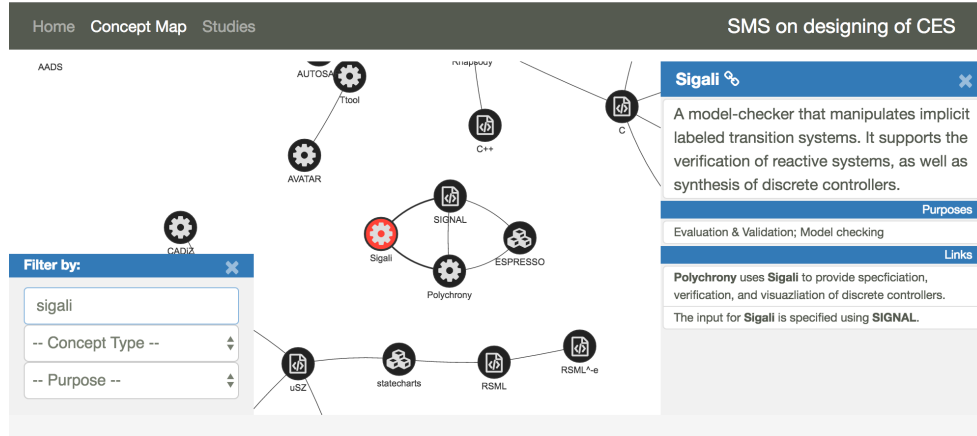 Home Concept Map Studies SMS on designing of CES
AADS
AUTOSA
Ttool
Rhapsody
C
C++
AVATAR
CADIZ
SIGNAL
Sigali
ESPRESSO
Polychrony
uSZ
statecharts
RSML
RSML^-e
Filter by:
sigali
-- Concept Type --
-- Purpose --
Sigali
A model-checker that manipulates implicit
labeled transition systems. It supports the
verification of reactive systems, as well as
synthesis of discrete controllers.
Purposes
Evaluation & Validation; Model checking
Links
Polychrony uses Sigali to provide specficiation,
verification, and visuazliation of discrete controllers.
The input for Sigali is specified using SIGNAL.